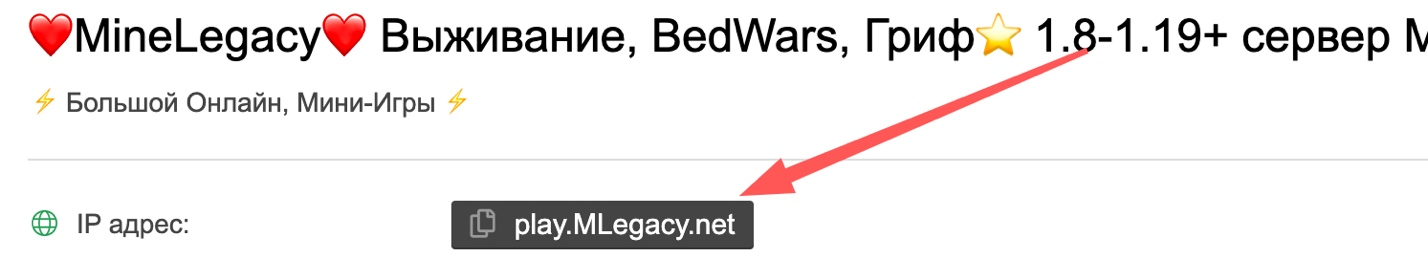 ❤️MineLegacy❤️ Выживание, BedWars, Гриф⭐ 1.8-1.19+ сервер
⚡ Большой Онлайн, Мини-Игры ⚡
IP адрес: play.MLegacy.net